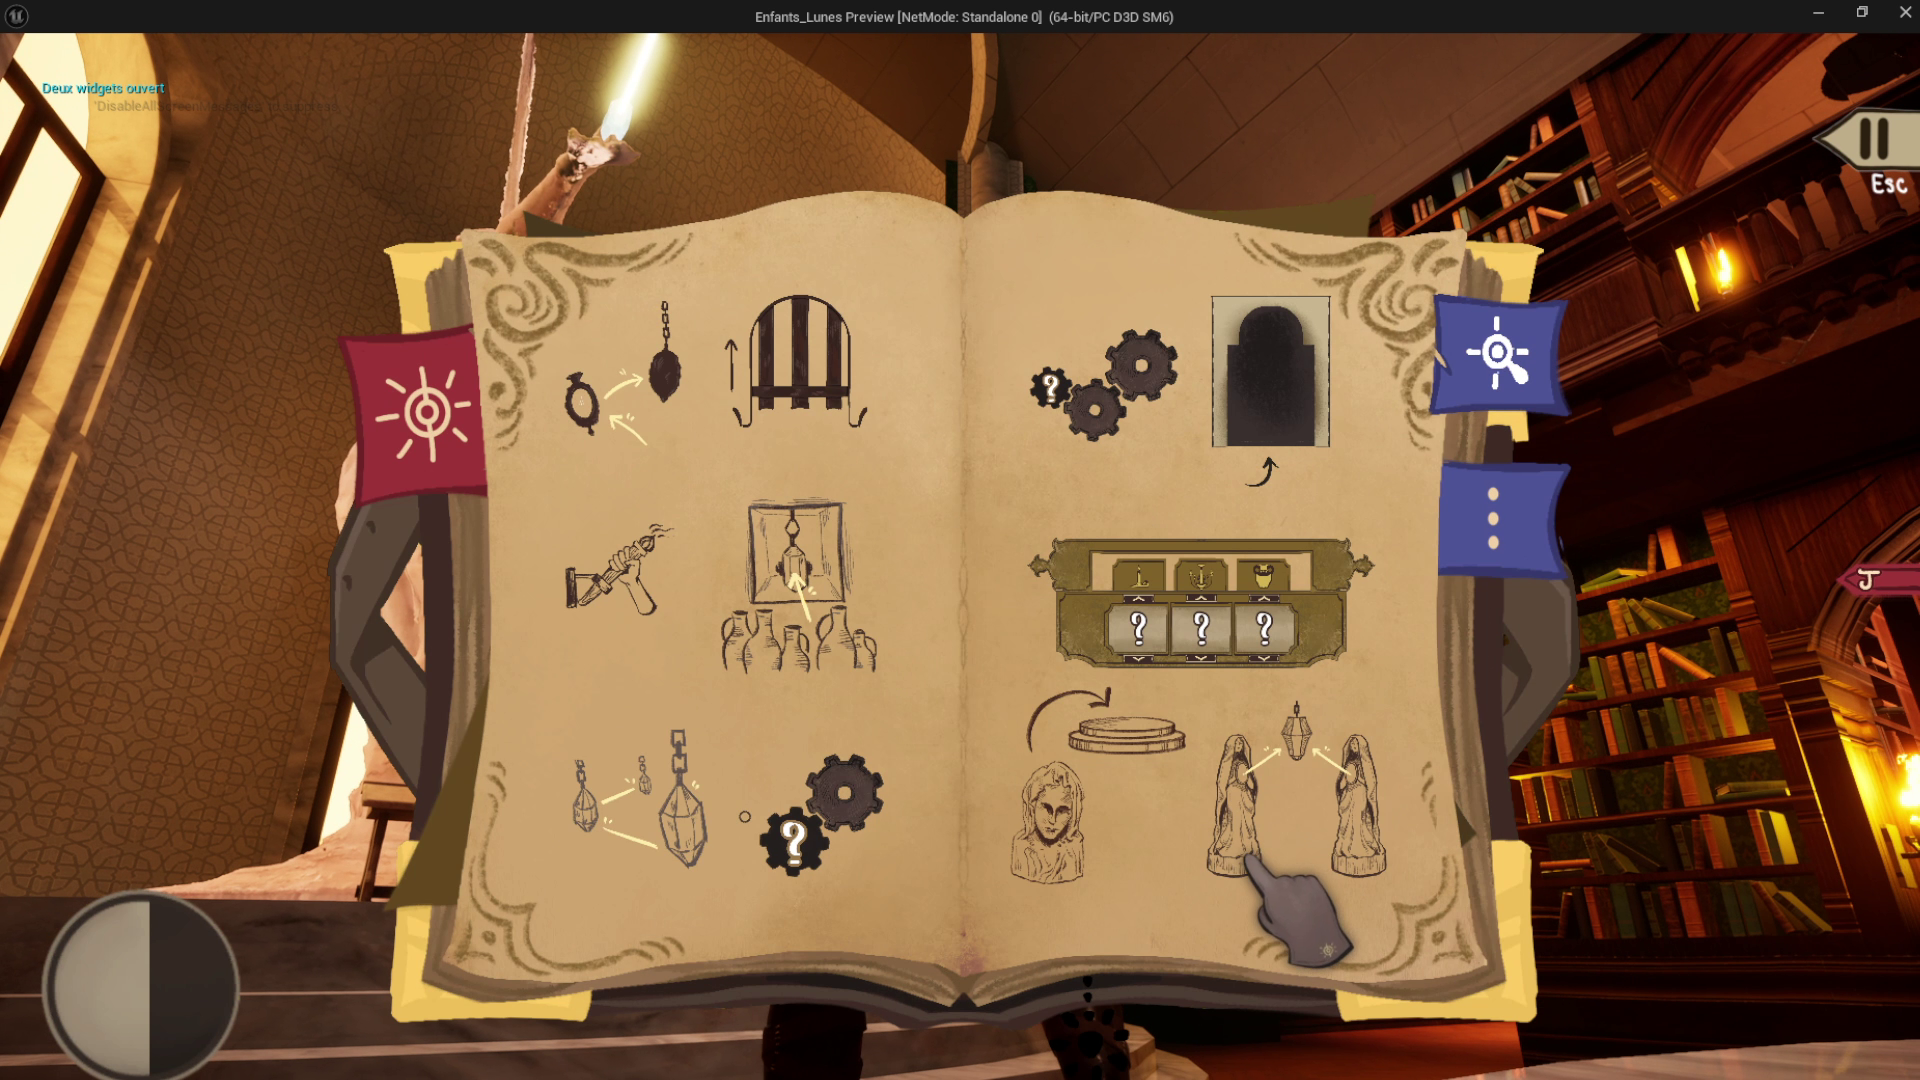 Enfants_Lunes Preview [NetMode: Standalone 0] (64-bit/PC D3D SM6)
Deux widgets ouvert
Esc
?
? ? ?
J
?